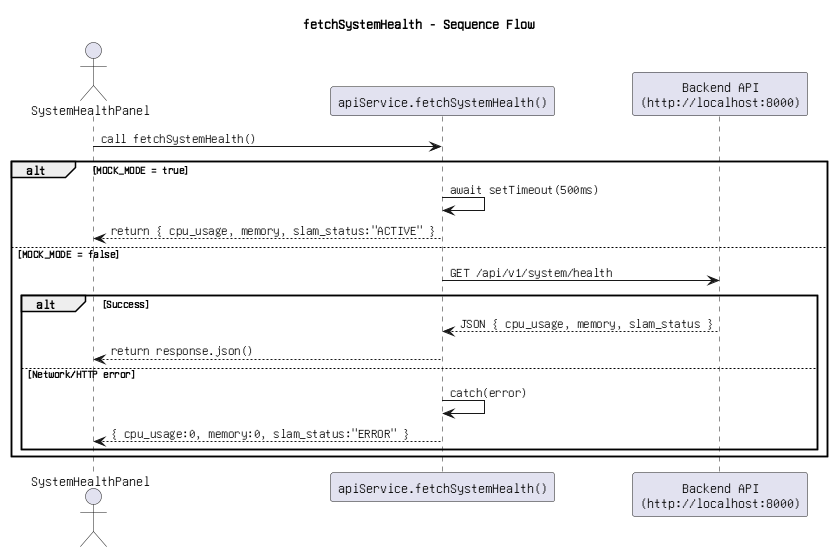 fetchSystemHealth - Sequence Flow
SystemHealthPanel
apiService.fetchSystemHealth()
Backend API
(http://localhost:8000)
call fetchSystemHealth()
alt
[MOCK_MODE = true]
await setTimeout(500ms)
return { cpu_usage, memory, slam_status:"ACTIVE" }
[MOCK_MODE = false]
GET /api/v1/system/health
alt
[Success]
JSON { cpu_usage, memory, slam_status }
return response.json()
[Network/HTTP error]
catch(error)
{ cpu_usage:0, memory:0, slam_status:"ERROR" }
SystemHealthPanel
apiService.fetchSystemHealth()
Backend API
(http://localhost:8000)